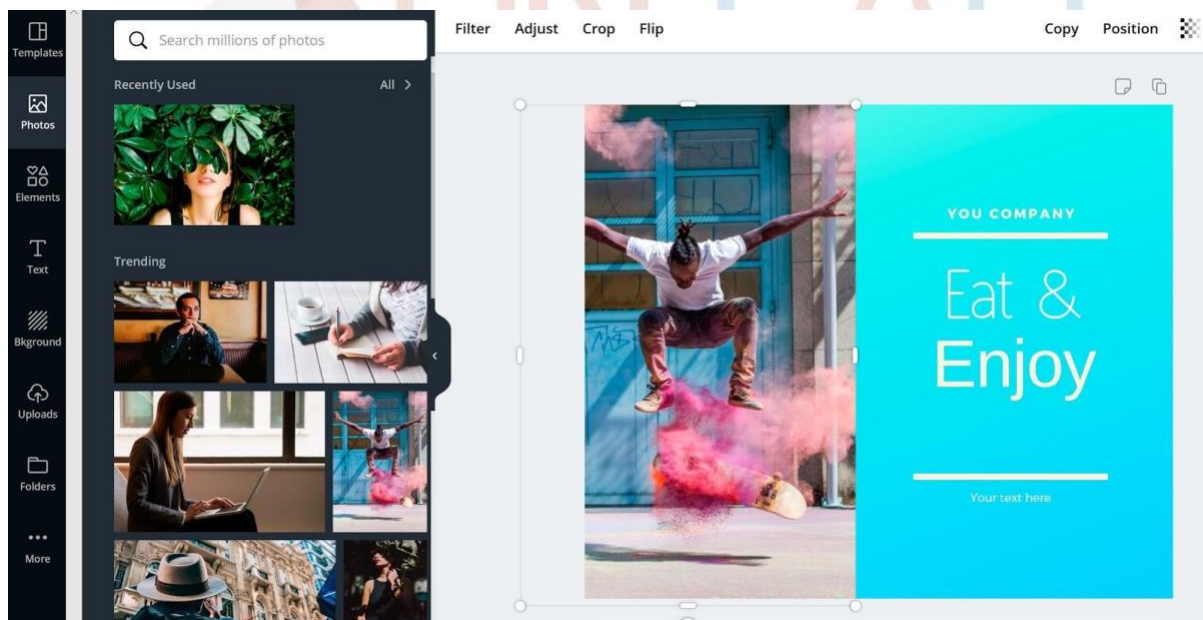 Templates
Photos
Elements
Text
Bkground
Uploads
Folders
More
Search millions of photos
Recently Used
All >
Trending
Filter Adjust Crop Flip
Copy Position
YOU COMPANY
Eat &
Enjoy
Your text here